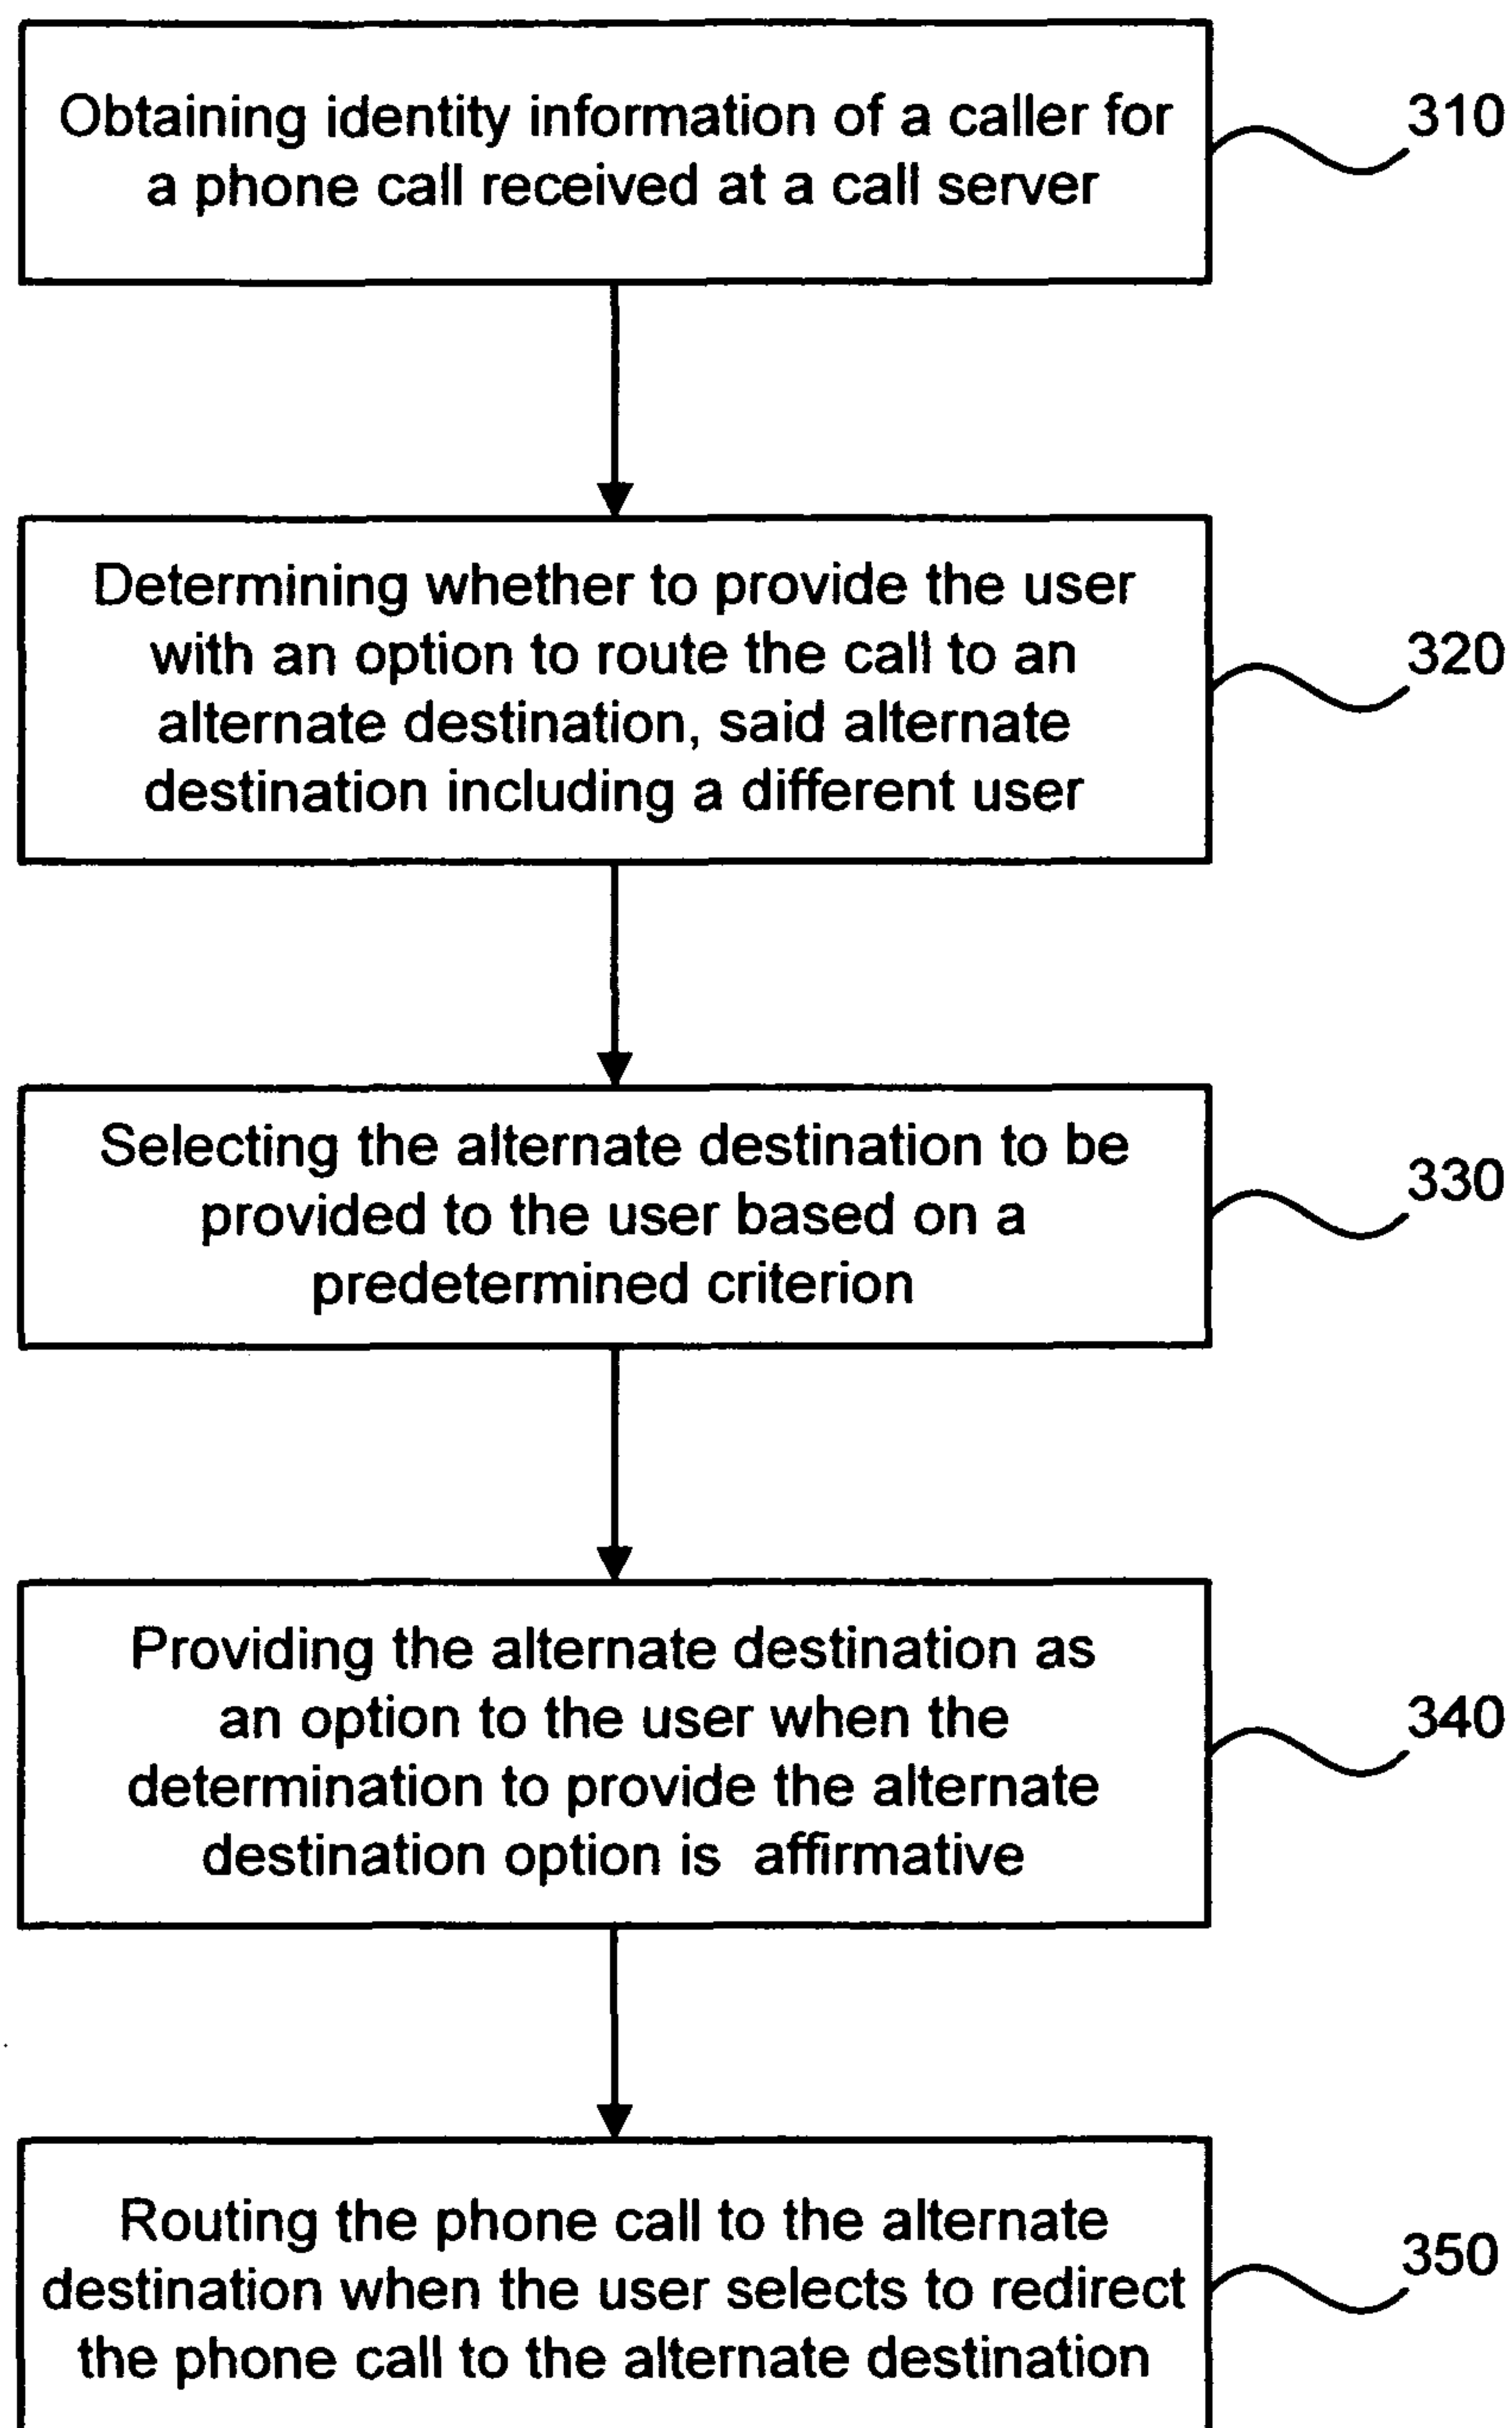 Obtaining identity information of a caller for
a phone call received at a call server
310
Determining whether to provide the user
with an option to route the call to an
alternate destination, said alternate
destination including a different user
320
Selecting the alternate destination to be
provided to the user based on a
predetermined criterion
330
Providing the alternate destination as
an option to the user when the
determination to provide the alternate
destination option is affirmative
340
Routing the phone call to the alternate
destination when the user selects to redirect
the phone call to the alternate destination
350